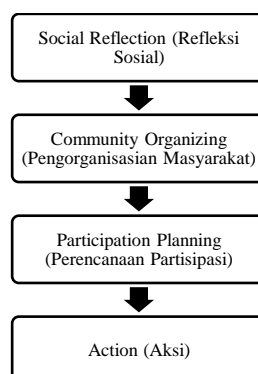 Social Reflection (Refleksi
Sosial)
Community Organizing
(Pengorganisasian Masyarakat)
Participation Planning
(Perencanaan Partisipasi)
Action (Aksi)